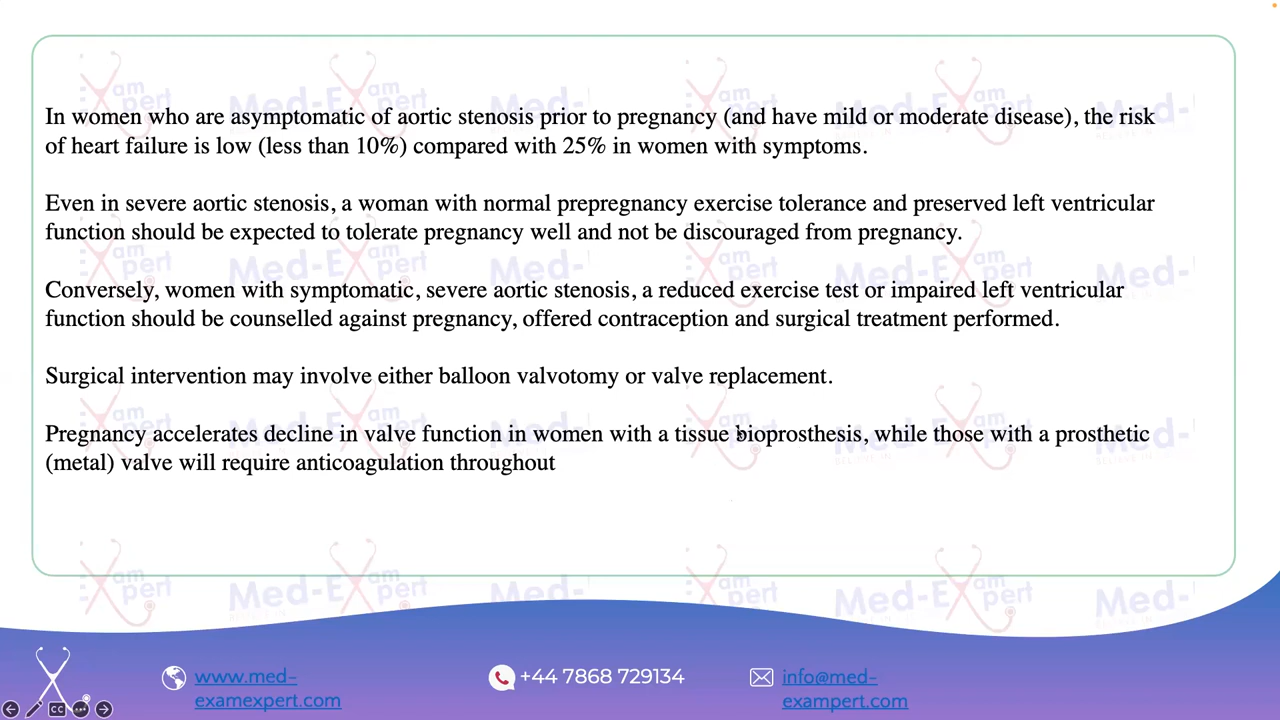 In women who are asymptomatic of aortic stenosis prior to pregnancy (and have mild or moderate disease), the risk
of heart failure is low (less than 10%) compared with 25% in women with symptoms.
Even in severe aortic stenosis, a woman with normal prepregnancy exercise tolerance and preserved left ventricular
function should be expected to tolerate pregnancy well and not be discouraged from pregnancy.
Conversely, women with symptomatic, severe aortic stenosis, a reduced exercise test or impaired left ventricular
function should be counselled against pregnancy, offered contraception and surgical treatment performed.
Surgical intervention may involve either balloon valvotomy or valve replacement.
Pregnancy accelerates decline in valve function in women with a tissue bioprosthesis, while those with a prosthetic
(metal) valve will require anticoagulation throughout
www.med-
examexpert.com
+44 7868 729134
info@med-
exampert.com
CC